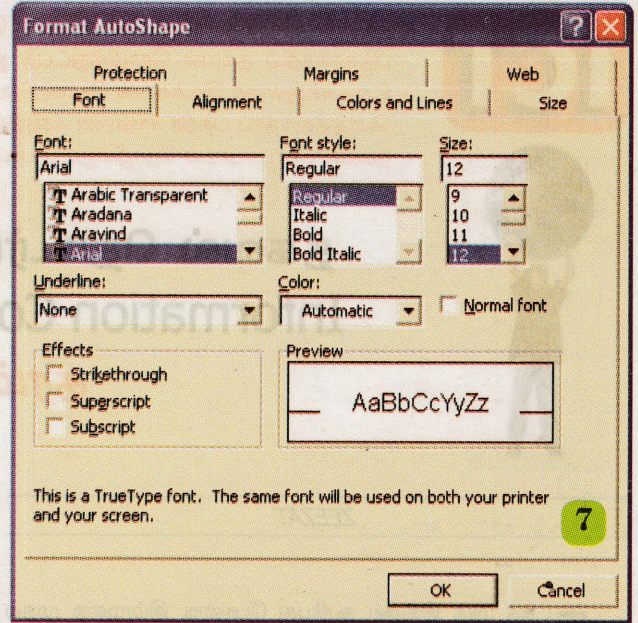 Format AutoShape
Protection Margins Web
Font Alignment Colors and Lines Size
Font: Font style: Size:
Arial Regular 12
Arabic Transparent Regular 9
Aradana Italic 10
Aravind Bold 11
Arial Bold Italic 12
Underline: Color:
None Automatic Normal font
Effects Preview
Strikethrough
Superscript AaBbCcYyZz
Subscript
This is a TrueType font. The same font will be used on both your printer
and your screen.
7
OK Cancel